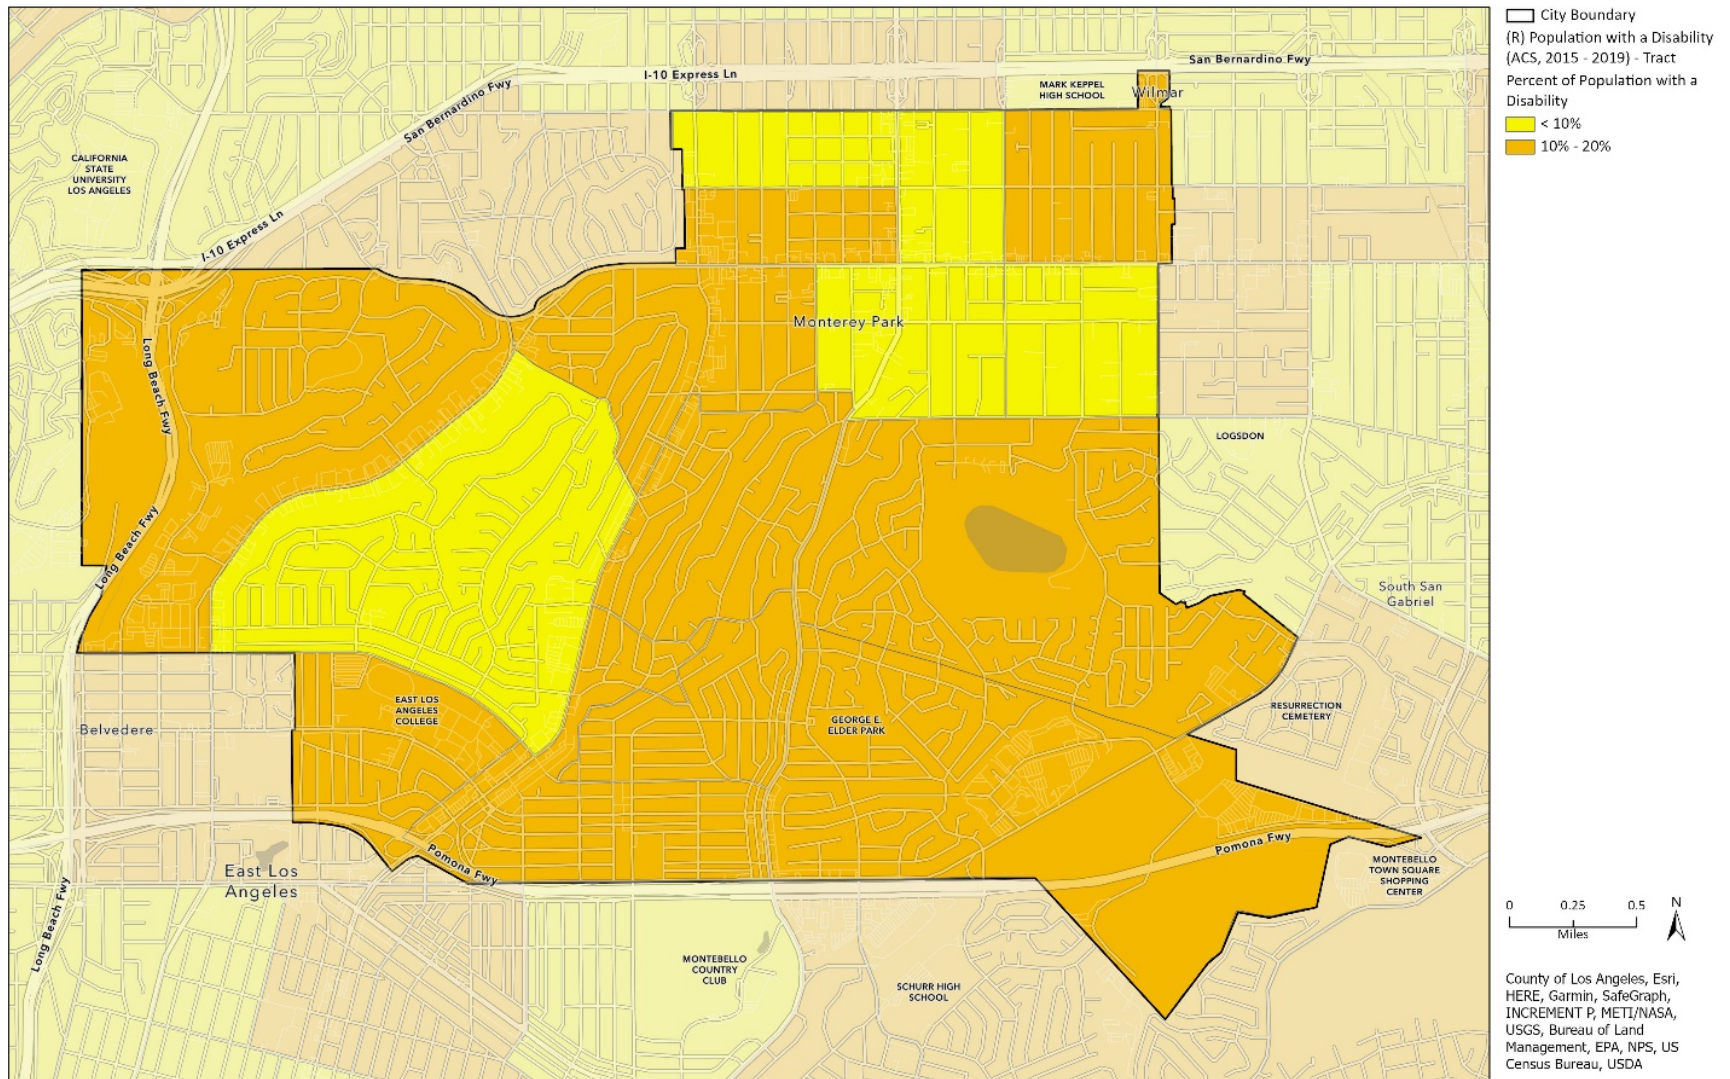 I-10 Express Ln
San Bernardino Fwy
MARK KEPPEL
HIGH SCHOOL
Wilmar
San Bernardino Fwy
CALIFORNIA
STATE
UNIVERSITY
LOS ANGELES
I-10 Express Ln
Monterey Park
Long Beach Fwy
LOGSDON
Long Beach Fwy
South San
Gabriel
EAST LOS
ANGELES
COLLEGE
Belvedere
GEORGE E.
ELDER PARK
RESURRECTION
CEMETERY
Pomona Fwy
Pomona Fwy
East Los
Angeles
MONTEBELLO
TOWN SQUARE
SHOPPING
CENTER
Long Beach Fwy
MONTEBELLO
COUNTRY
CLUB
SCHURR HIGH
SCHOOL
City Boundary
(R) Population with a Disability
(ACS, 2015 - 2019) - Tract
Percent of Population with a
Disability
< 10%
10% - 20%
0 0.25 0.5
Miles
N
County of Los Angeles, Esri,
HERE, Garmin, SafeGraph,
INCREMENT P, METI/NASA,
USGS, Bureau of Land
Management, EPA, NPS, US
Census Bureau, USDA